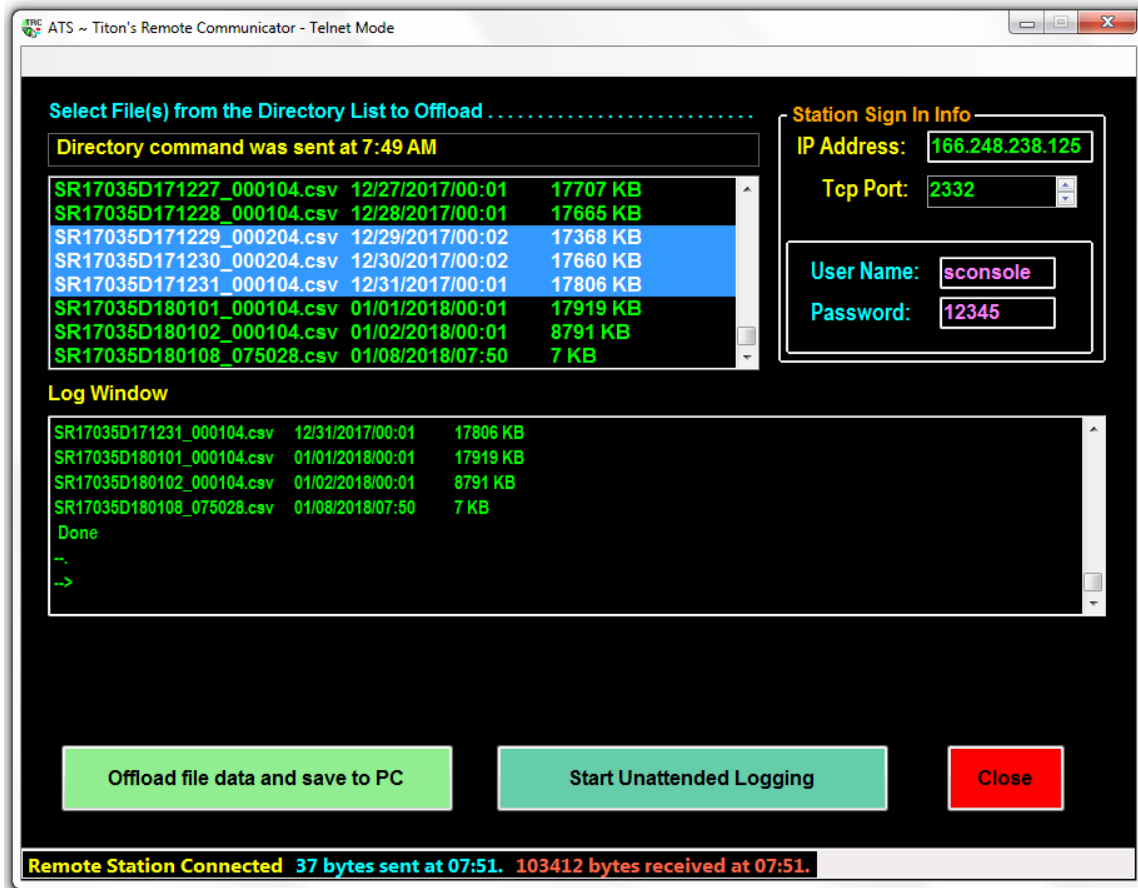 TRC
ATS ~ Titon's Remote Communicator - Telnet Mode
Select File(s) from the Directory List to Offload . . . . . . . . . . . . . . . . . . . . . . . . . . .
Directory command was sent at 7:49 AM
SR17035D171227_000104.csv 12/27/2017/00:01 17707 KB
SR17035D171228_000104.csv 12/28/2017/00:01 17665 KB
SR17035D171229_000204.csv 12/29/2017/00:02 17368 KB
SR17035D171230_000204.csv 12/30/2017/00:02 17660 KB
SR17035D171231_000104.csv 12/31/2017/00:01 17806 KB
SR17035D180101_000104.csv 01/01/2018/00:01 17919 KB
SR17035D180102_000104.csv 01/02/2018/00:01 8791 KB
SR17035D180108_075028.csv 01/08/2018/07:50 7 KB
Station Sign In Info
IP Address: 166.248.238.125
Tcp Port: 2332
User Name: sconsole
Password: 12345
Log Window
SR17035D171231_000104.csv 12/31/2017/00:01 17806 KB
SR17035D180101_000104.csv 01/01/2018/00:01 17919 KB
SR17035D180102_000104.csv 01/02/2018/00:01 8791 KB
SR17035D180108_075028.csv 01/08/2018/07:50 7 KB
Done
--.
-->
Offload file data and save to PC
Start Unattended Logging
Close
Remote Station Connected 37 bytes sent at 07:51. 103412 bytes received at 07:51.